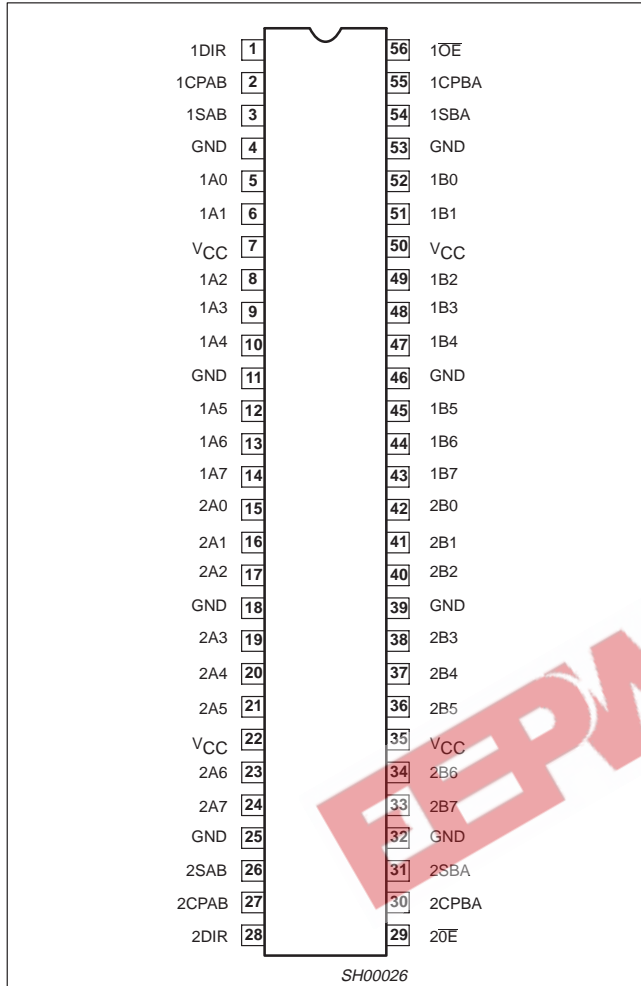 1DIR 1 56 1O̅E̅
1CPAB 2 55 1CPBA
1SAB 3 54 1SBA
GND 4 53 GND
1A0 5 52 1B0
1A1 6 51 1B1
VCC 7 50 VCC
1A2 8 49 1B2
1A3 9 48 1B3
1A4 10 47 1B4
GND 11 46 GND
1A5 12 45 1B5
1A6 13 44 1B6
1A7 14 43 1B7
2A0 15 42 2B0
2A1 16 41 2B1
2A2 17 40 2B2
GND 18 39 GND
2A3 19 38 2B3
2A4 20 37 2B4
2A5 21 36 2B5
VCC 22 35 VCC
2A6 23 34 2B6
2A7 24 33 2B7
GND 25 32 GND
2SAB 26 31 2SBA
2CPAB 27 30 2CPBA
2DIR 28 29 20̅E̅
SH00026